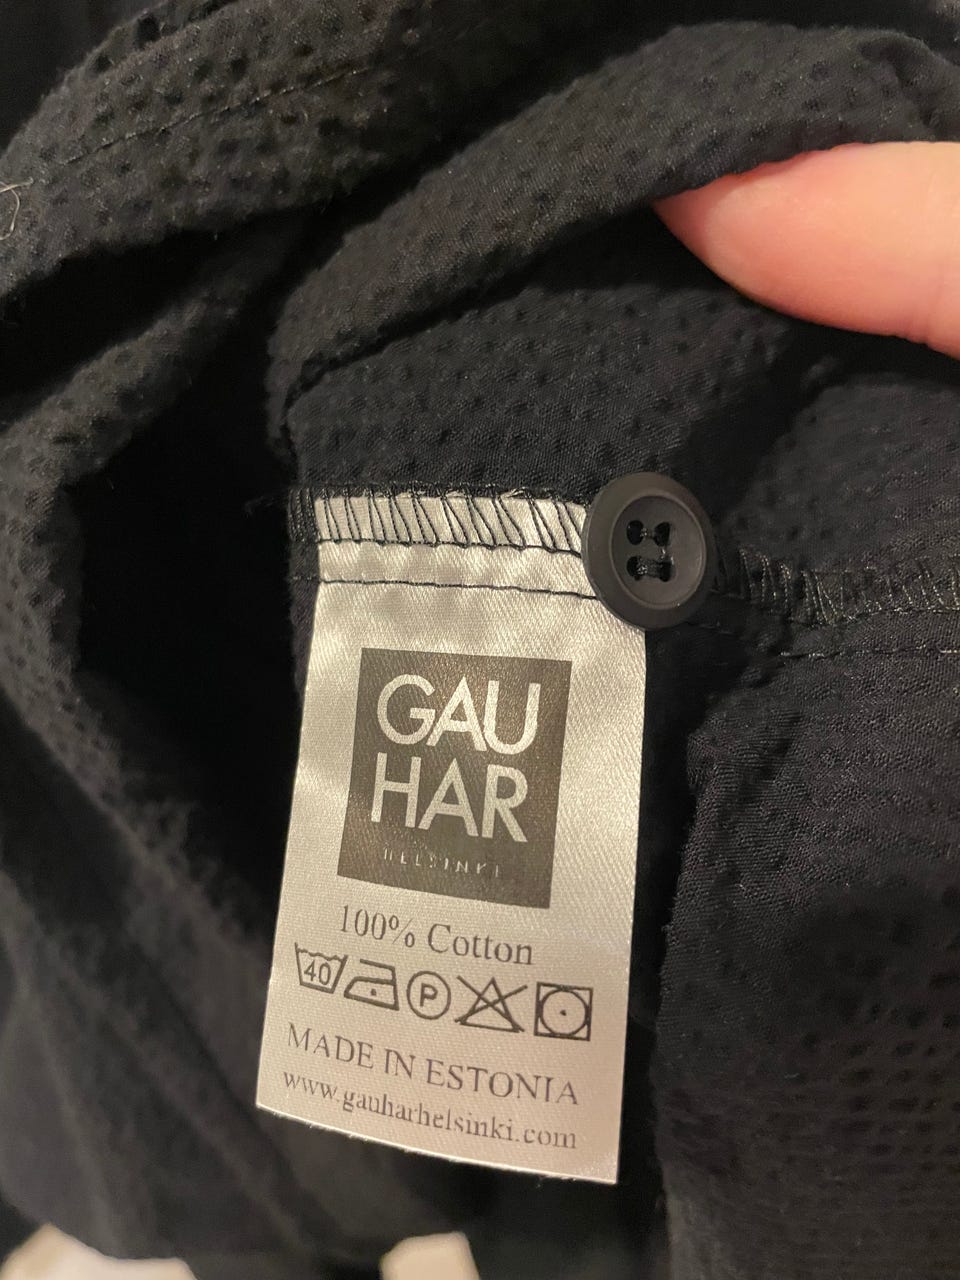 GAU
HAR
HELSINKI
100% Cotton
40 P
MADE IN ESTONIA
www.gauharhelsinki.com